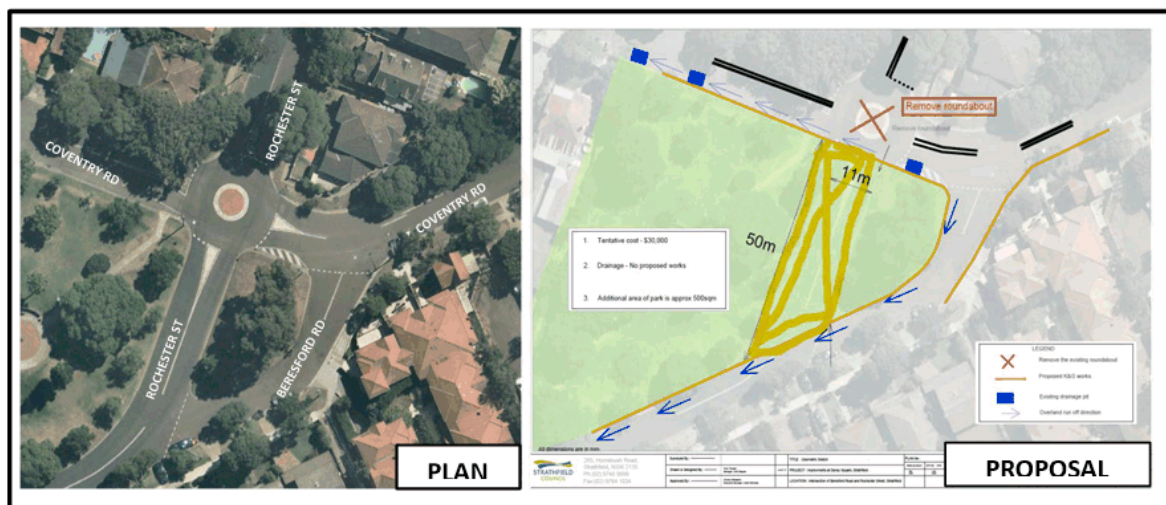 ROCHESTER ST
COVENTRY RD
COVENTRY RD
ROCHESTER ST
BERESFORD RD
PLAN
Remove roundabout
Remove roundabout
11m
50m
1. Tentative cost - $30,000
2. Drainage - No proposed works
3. Additional area of park is approx 500sqm
LEGEND
Remove the existing roundabout
Proposed K&G works
Existing drainage pit
Overland run off direction
All dimensions are in mm
STRATHFIELD
COUNCIL
PROPOSAL